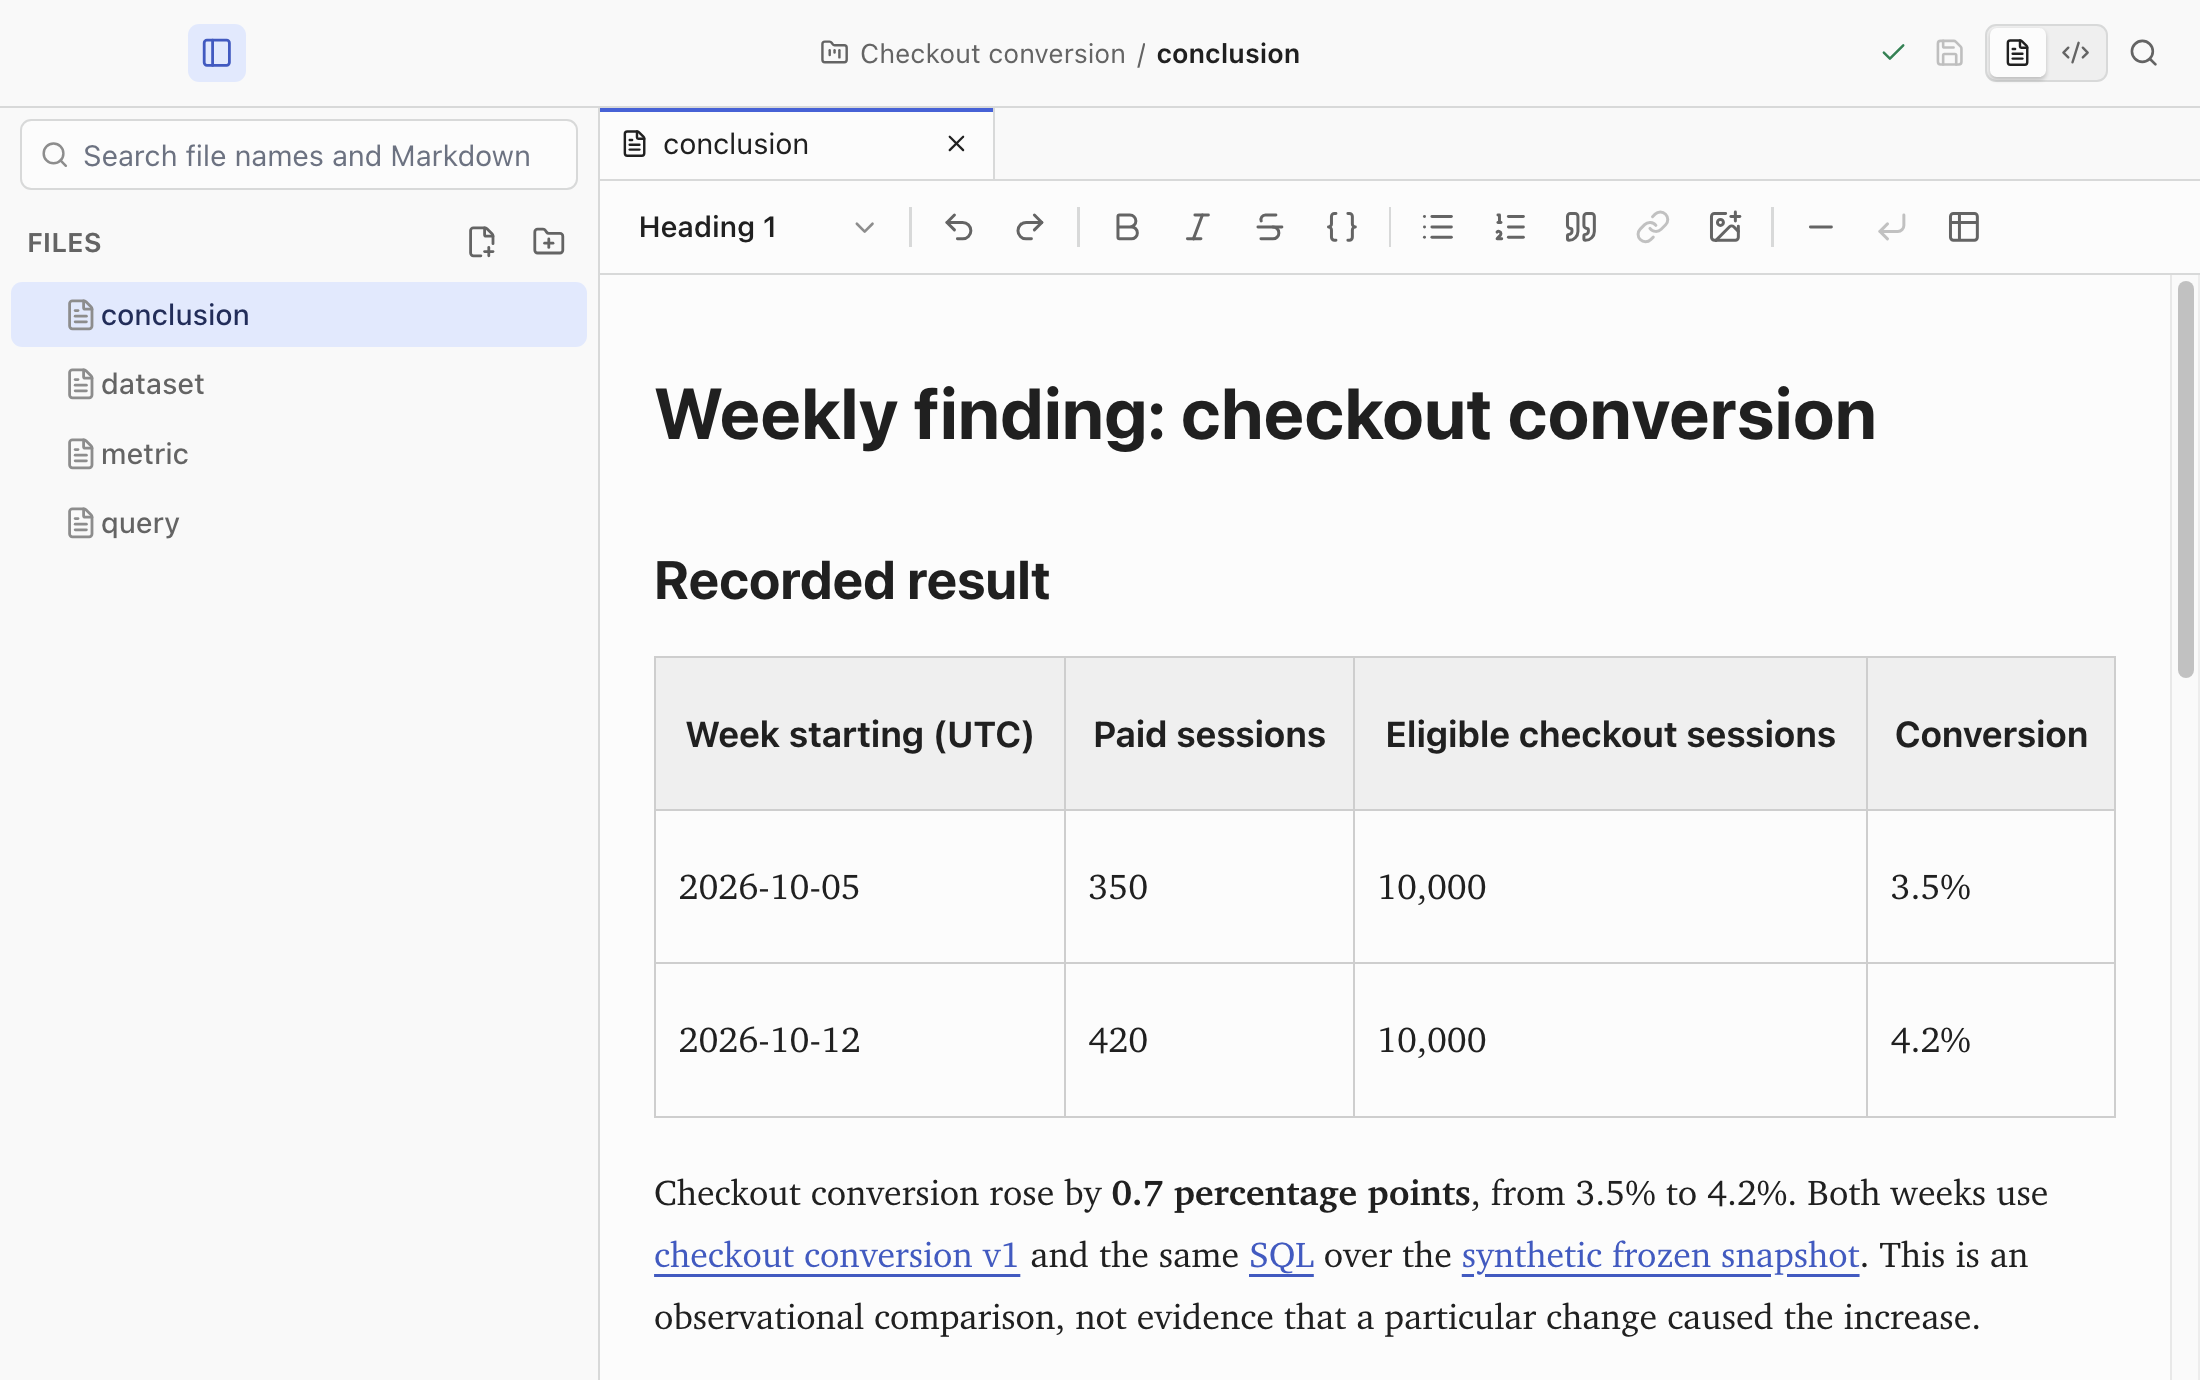 Checkout conversion / conclusion
Search file names and Markdown
FILES
conclusion
dataset
metric
query
conclusion
Heading 1
Weekly finding: checkout conversion
Recorded result
Week starting (UTC) Paid sessions Eligible checkout sessions Conversion
2026-10-05 350 10,000 3.5%
2026-10-12 420 10,000 4.2%
Checkout conversion rose by 0.7 percentage points, from 3.5% to 4.2%. Both weeks use
checkout conversion v1 and the same SQL over the synthetic frozen snapshot. This is an
observational comparison, not evidence that a particular change caused the increase.